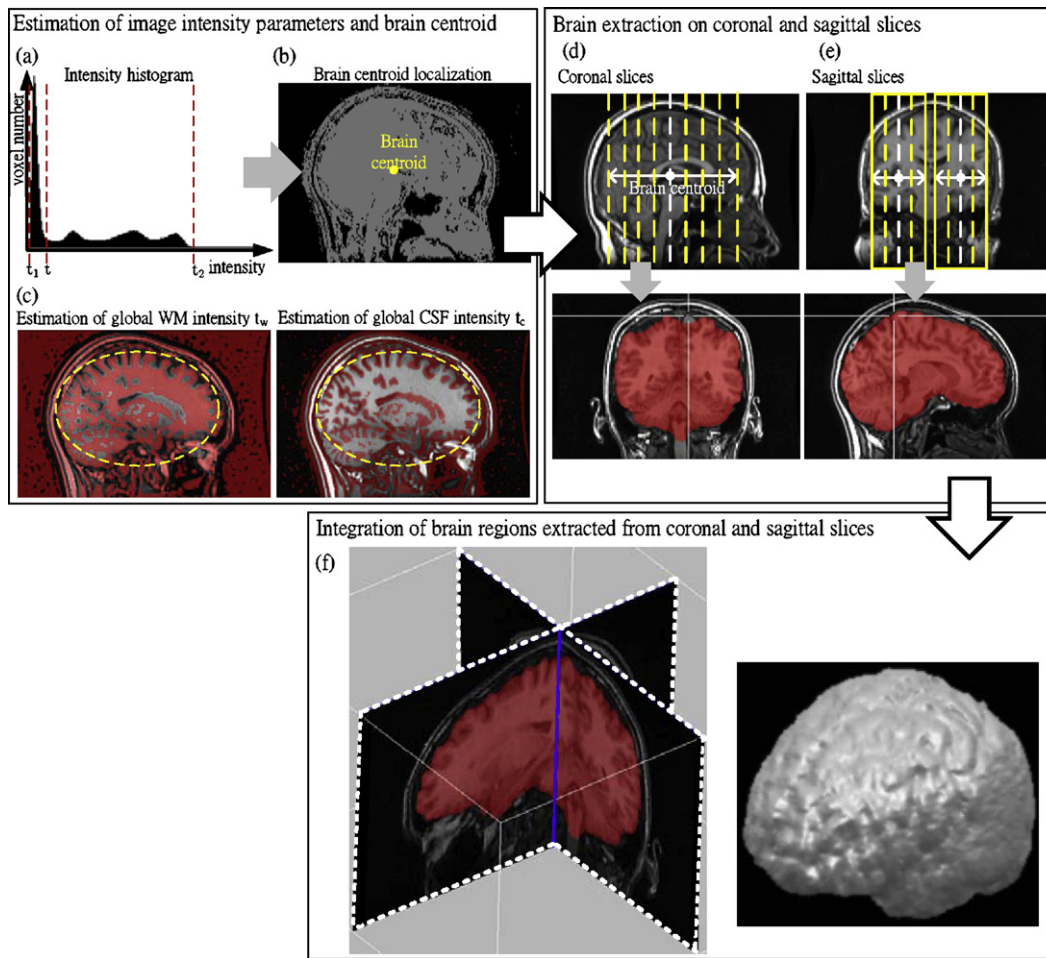 Estimation of image intensity parameters and brain centroid
(a)
Intensity histogram
voxel number
t1 t t2 intensity
(b)
Brain centroid localization
Brain
centroid
(c)
Estimation of global WM intensity tw
Estimation of global CSF intensity tc
Brain extraction on coronal and sagittal slices
(d)
Coronal slices
Brain centroid
(e)
Sagittal slices
Integration of brain regions extracted from coronal and sagittal slices
(f)